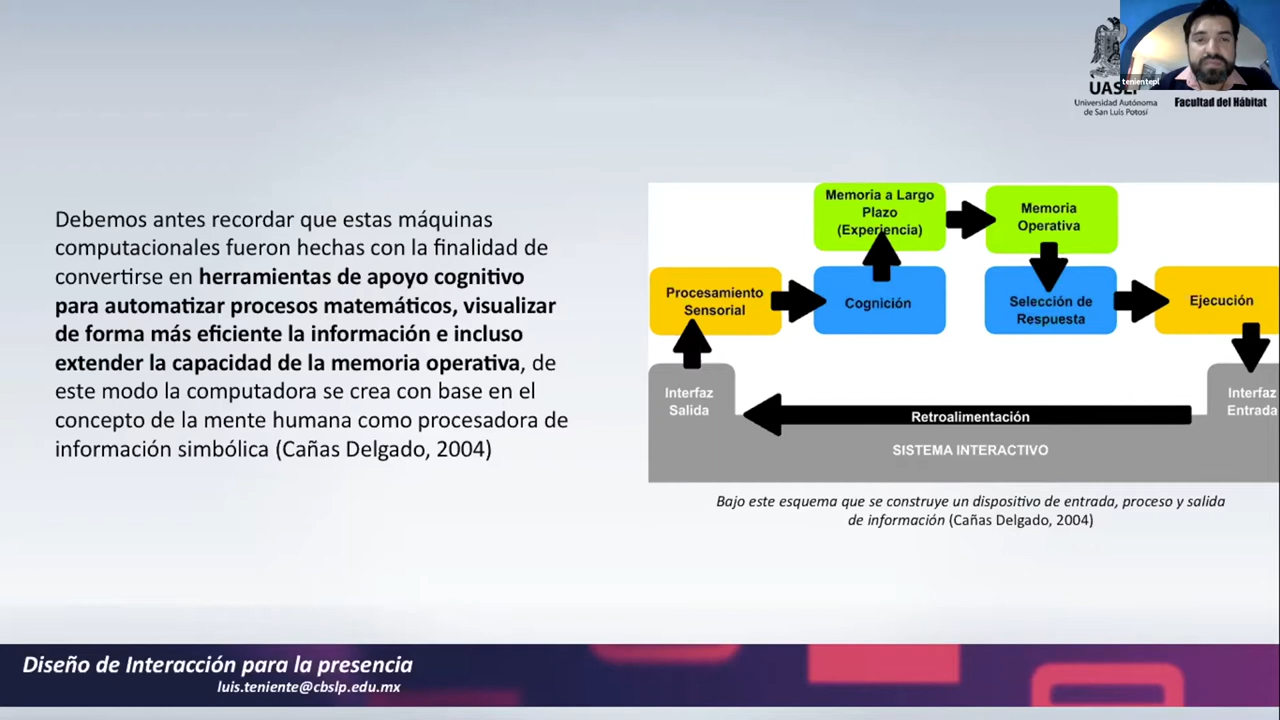 tenientepl
UASLP
Universidad Autónoma
de San Luis Potosí
Facultad del Hábitat
Debemos antes recordar que estas máquinas
computacionales fueron hechas con la finalidad de
convertirse en herramientas de apoyo cognitivo
para automatizar procesos matemáticos, visualizar
de forma más eficiente la información e incluso
extender la capacidad de la memoria operativa, de
este modo la computadora se crea con base en el
concepto de la mente humana como procesadora de
información simbólica (Cañas Delgado, 2004)
Memoria a Largo
Plazo
(Experiencia)
Memoria
Operativa
Procesamiento
Sensorial
Cognición
Selección de
Respuesta
Ejecución
Interfaz
Salida
Interfaz
Entrada
Retroalimentación
SISTEMA INTERACTIVO
Bajo este esquema que se construye un dispositivo de entrada, proceso y salida
de información (Cañas Delgado, 2004)
Diseño de Interacción para la presencia
luis.teniente@cbslp.edu.mx